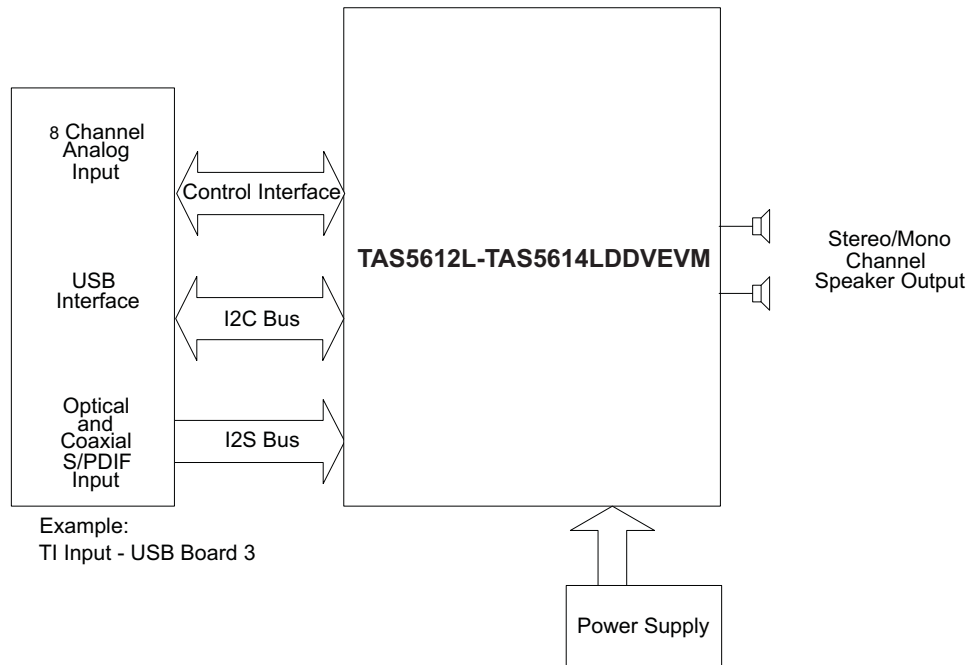 8 Channel
Analog
Input
Control Interface
TAS5612L-TAS5614LDDVEVM
Stereo/Mono
Channel
Speaker Output
USB
Interface
I2C Bus
Optical
and
Coaxial
S/PDIF
Input
I2S Bus
Example:
TI Input - USB Board 3
Power Supply